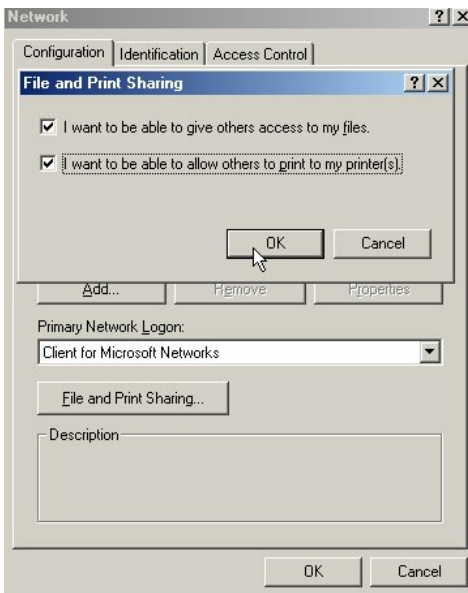 Network
Configuration Identification Access Control
File and Print Sharing
I want to be able to give others access to my files.
I want to be able to allow others to print to my printer(s).
OK Cancel
Add... Remove Properties
Primary Network Logon:
Client for Microsoft Networks
File and Print Sharing...
Description
OK Cancel